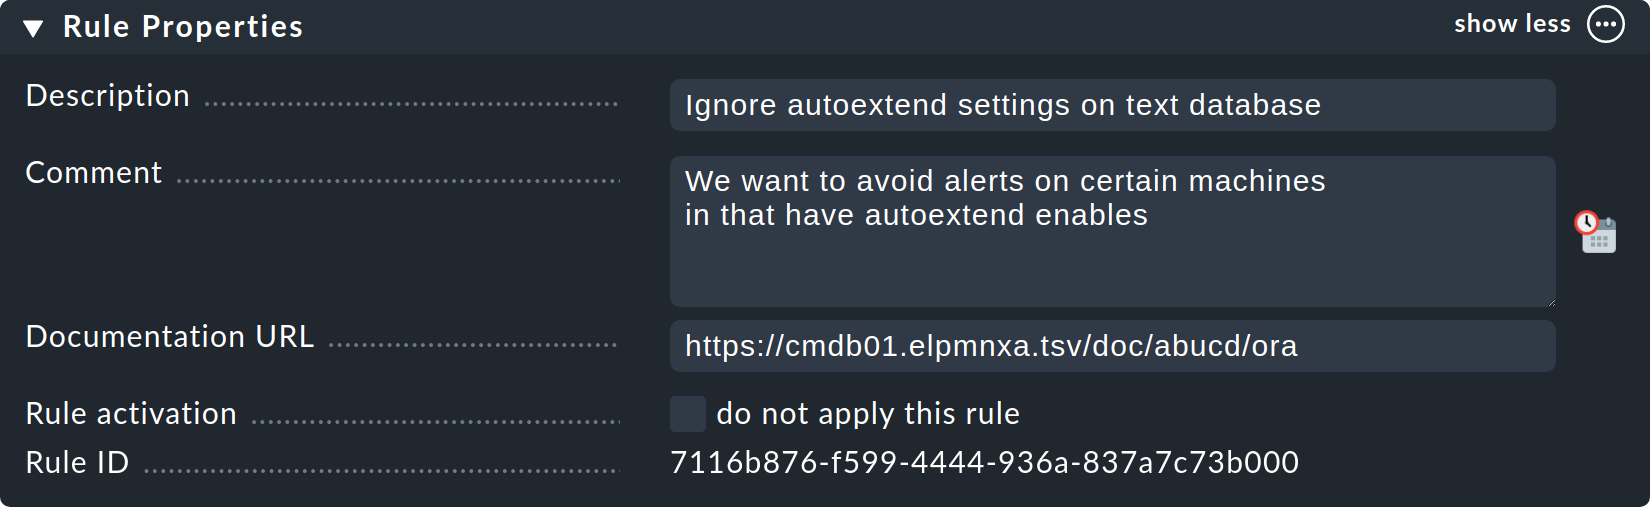 Rule Properties
show less
Description
Ignore autoextend settings on text database
Comment
We want to avoid alerts on certain machines
in that have autoextend enables
Documentation URL
https://cmdb01.elpmnxa.tsv/doc/abucd/ora
Rule activation
do not apply this rule
Rule ID
7116b876-f599-4444-936a-837a7c73b000